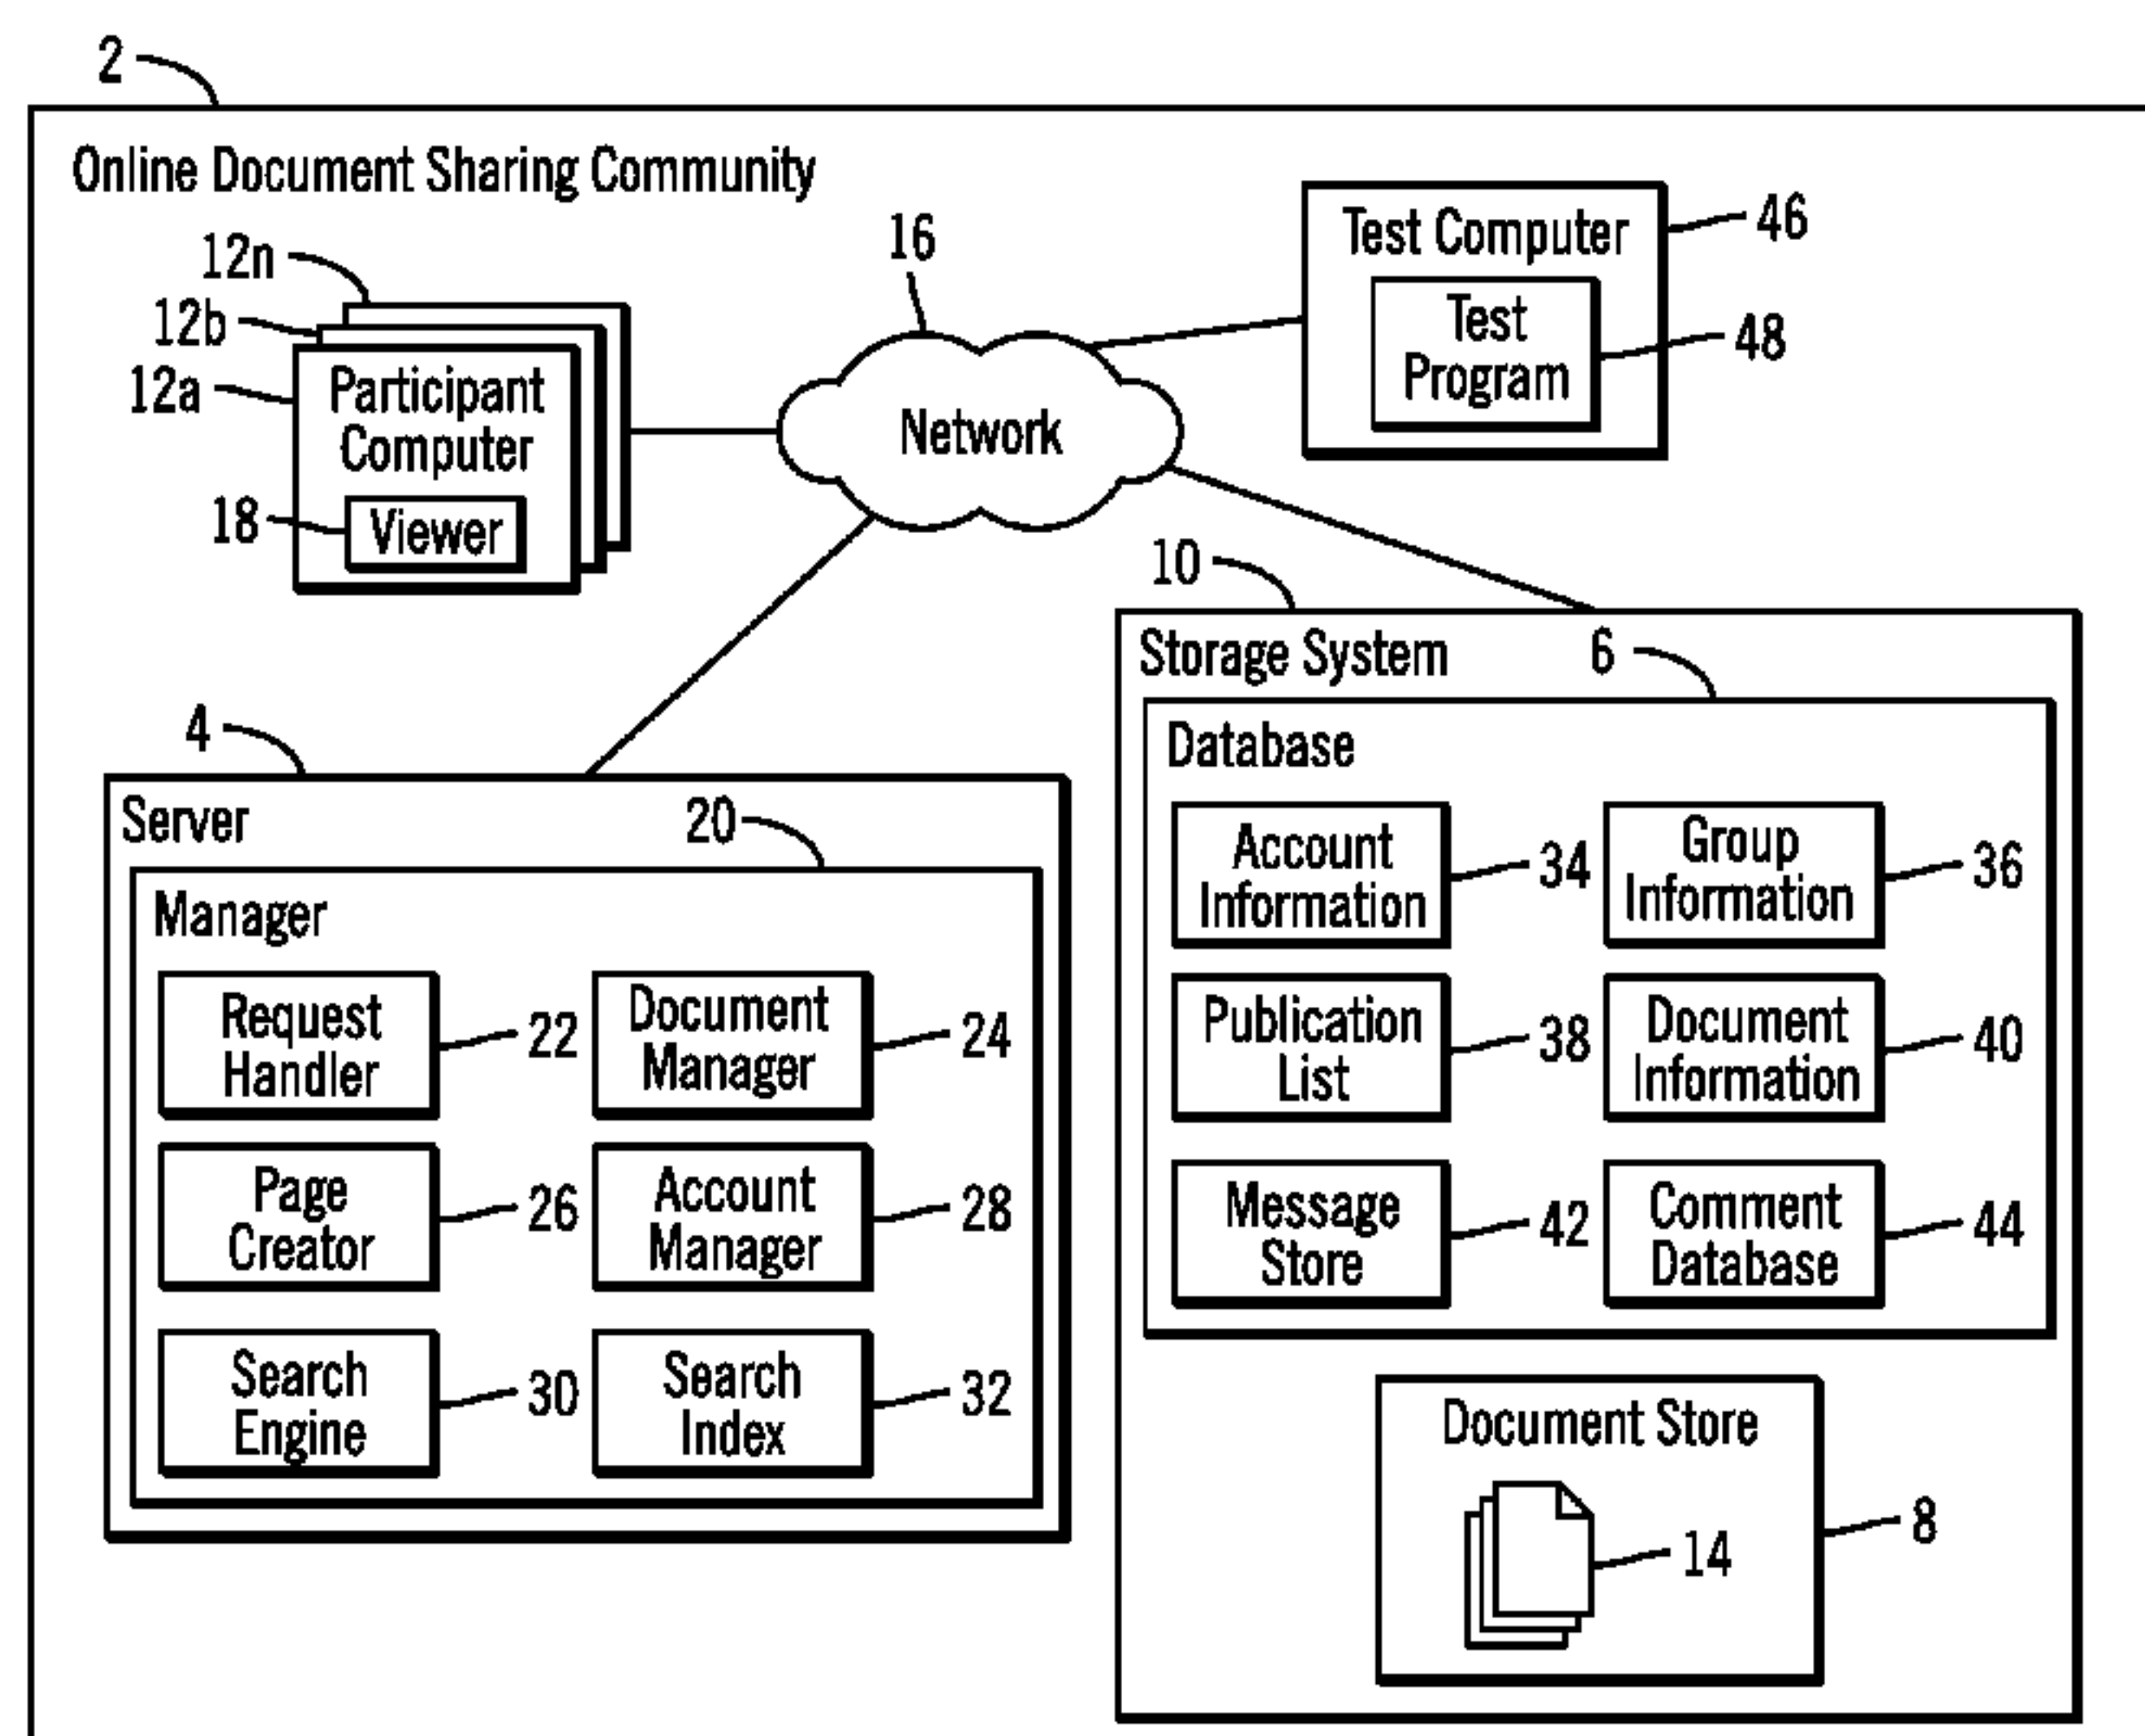 2
Online Document Sharing Community
12n
12b
12a
Participant
Computer
18
Viewer
16
Network
Test Computer
46
Test
Program
48
10
Storage System
6
Database
Account
Information
34
Group
Information
36
Publication
List
38
Document
Information
40
Message
Store
42
Comment
Database
44
Document Store
14
8
4
Server
20
Manager
Request
Handler
22
Document
Manager
24
Page
Creator
26
Account
Manager
28
Search
Engine
30
Search
Index
32